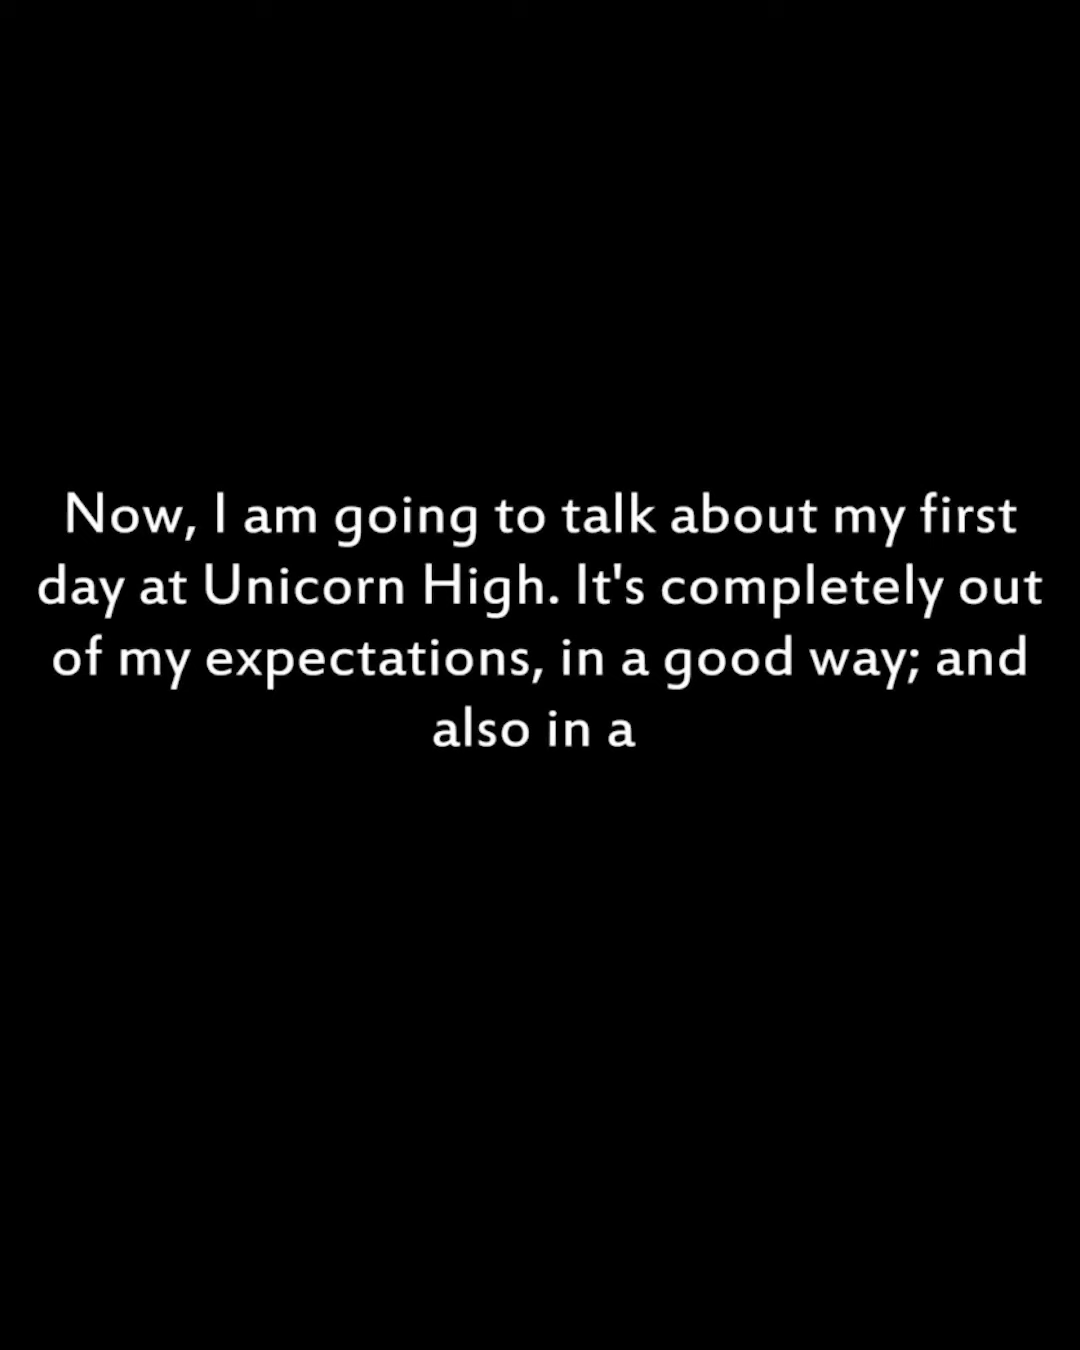 Now, I am going to talk about my first
day at Unicorn High. It's completely out
of my expectations, in a good way; and
also in a